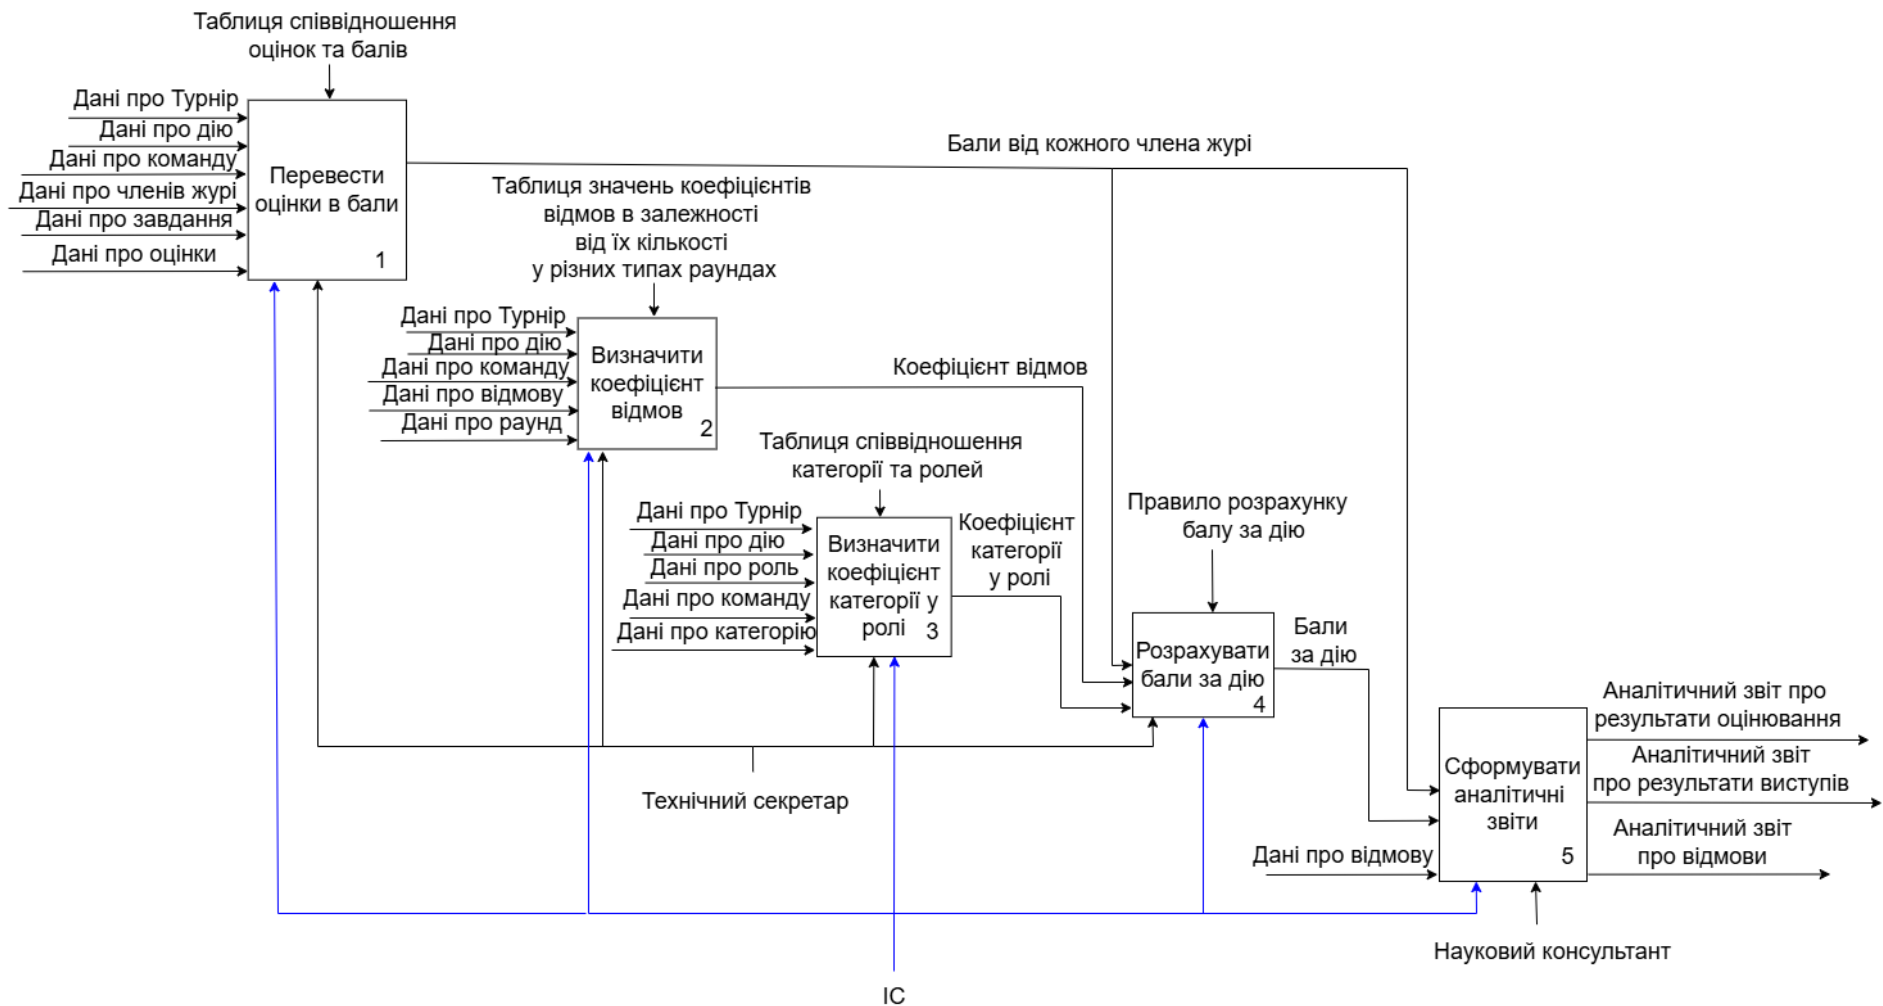 Таблиця співвідношення
оцінок та балів
Дані про Турнір
Дані про дію
Дані про команду
Дані про членів журі
Дані про завдання
Дані про оцінки
Перевести
оцінки в бали
1
Бали від кожного члена журі
Таблиця значень коефіцієнтів
відмов в залежності
від їх кількості
у різних типах раундах
Дані про Турнір
Дані про дію
Дані про команду
Дані про відмову
Дані про раунд
Визначити
коефіцієнт
відмов
2
Коефіцієнт відмов
Таблиця співвідношення
категорії та ролей
Дані про Турнір
Дані про дію
Дані про роль
Дані про команду
Дані про категорію
Визначити
коефіцієнт
категорії у
ролі
3
Коефіцієнт
категорії
у ролі
Правило розрахунку
балу за дію
Розрахувати
бали за дію
4
Бали
за дію
Технічний секретар
Дані про відмову
Сформувати
аналітичні
звіти
5
Аналітичний звіт про
результати оцінювання
Аналітичний звіт
про результати виступів
Аналітичний звіт
про відмови
Науковий консультант
ІС